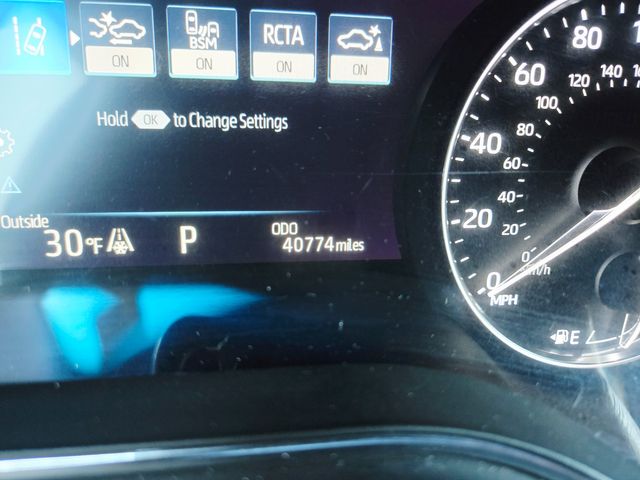 BSM
RCTA
ON ON ON ON
Hold OK to Change Settings
Outside
30°F P ODO
40774 miles
80
60
40
20
0
MPH
140
120
100
80
60
40
20
0
km/h
E